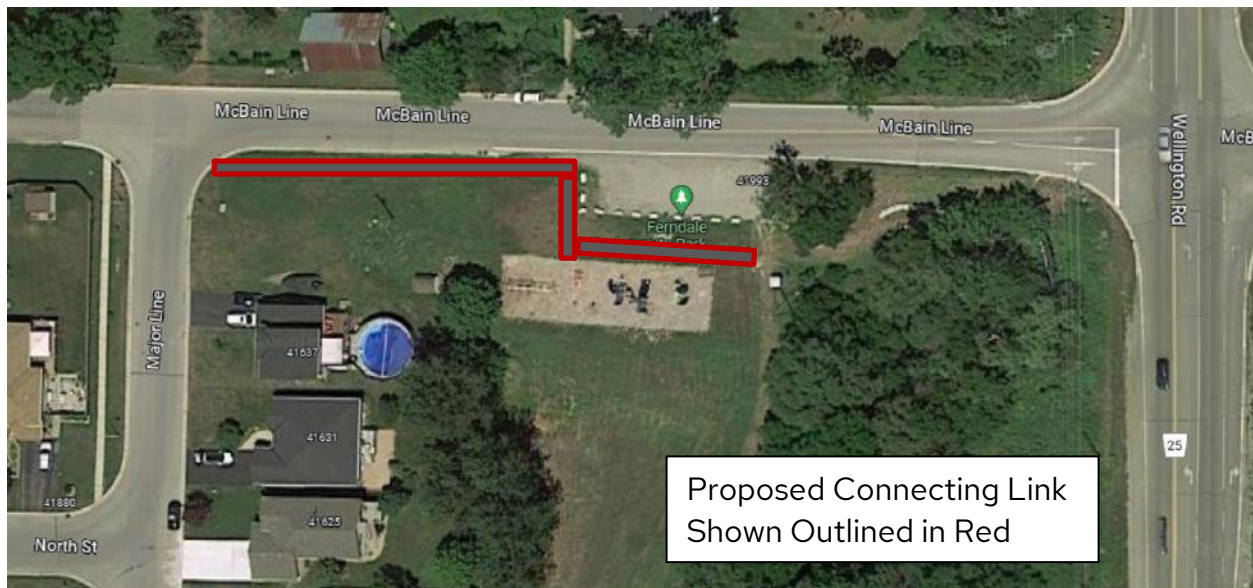 McBain Line
McBain Line
McBain Line
McBain Line
Wellington Rd
McB
41993
Ferndale
Park
Major Line
41637
41631
41625
41880
North St
25
Proposed Connecting Link
Shown Outlined in Red